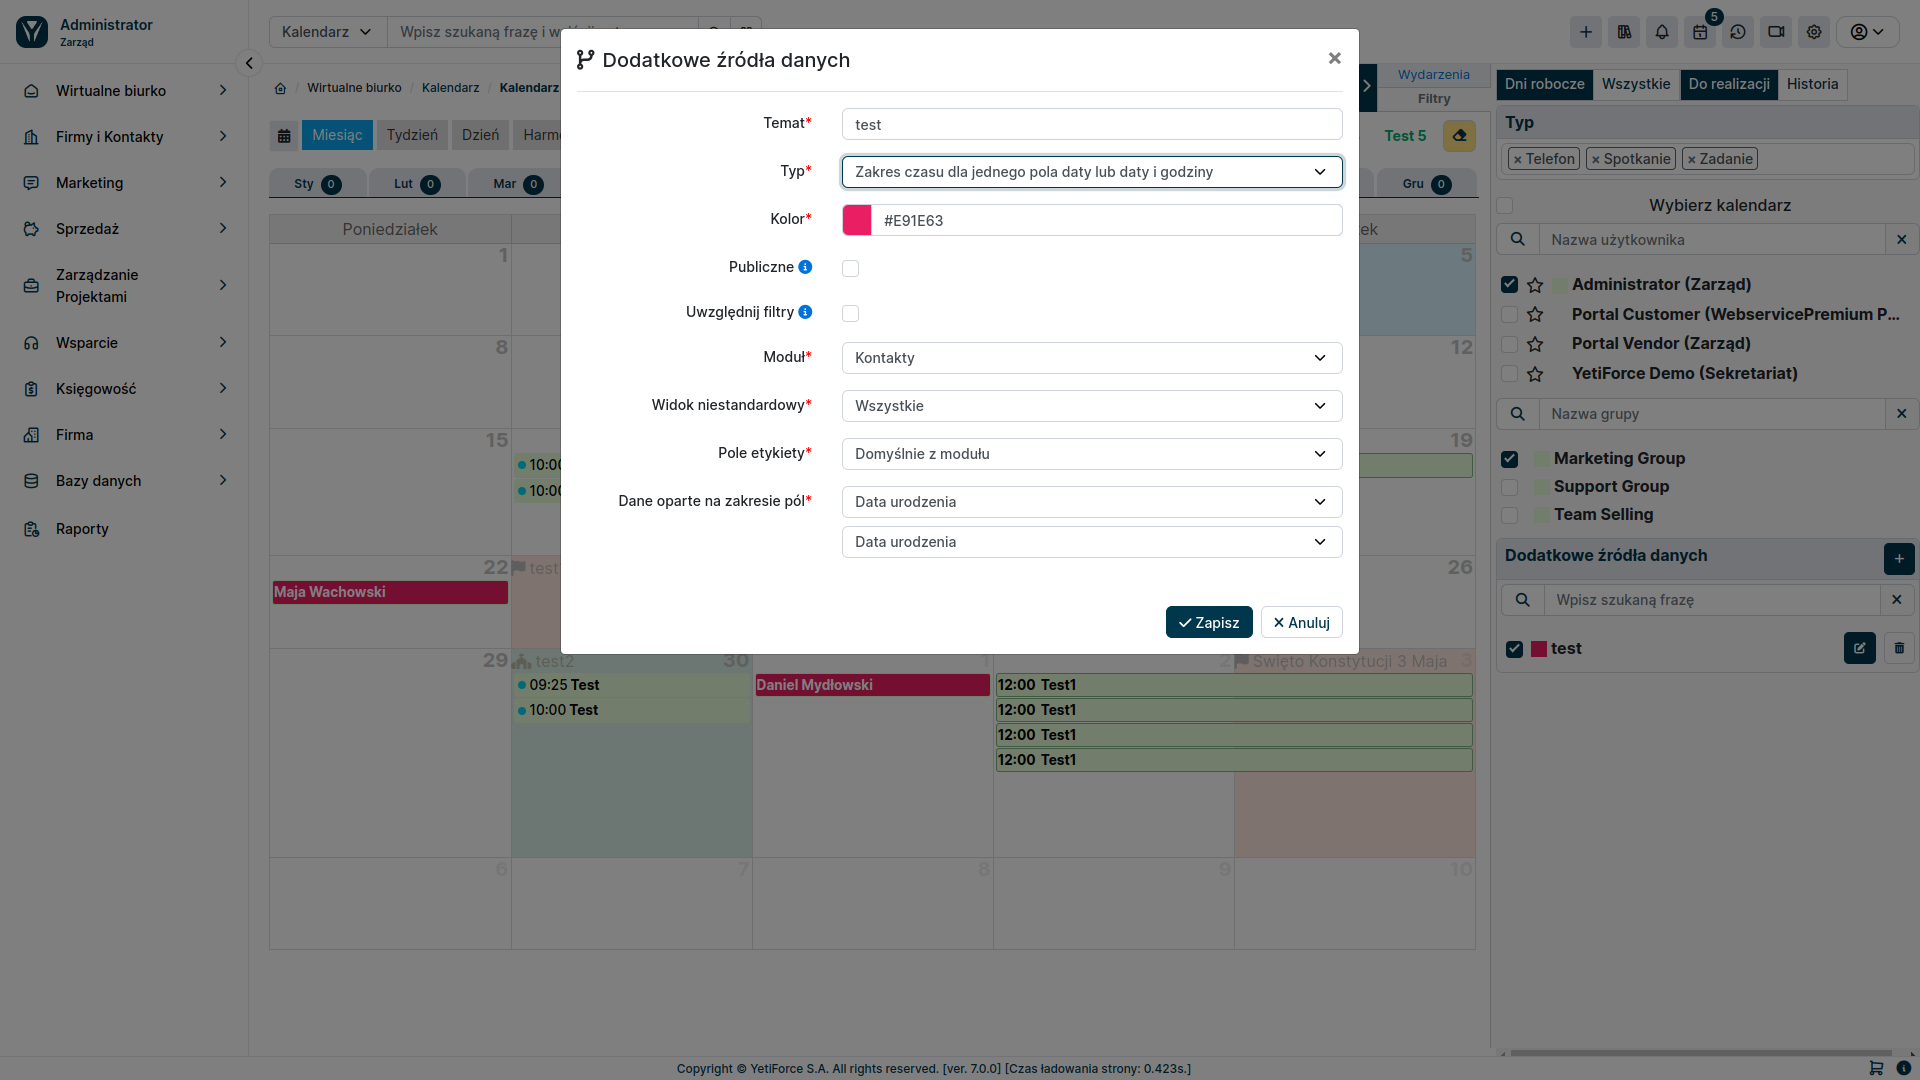 Administrator
Zarząd
Kalendarz
Wpisz szukaną frazę i
5
Wirtualne biurko
Firmy i Kontakty
Marketing
Sprzedaż
Zarządzanie
Projektami
Wsparcie
Księgowość
Firma
Bazy danych
Raporty
Wirtualne biurko / Kalendarz / Kalendarz
Miesiąc
Tydzień
Dzień
Sty 0
Lut 0
Mar 0
Gru 0
Test 5
Poniedziałek
1
5
8
12
15
19
10:00
10:00
22
test
26
Maja Wachowski
29
test2
30
1
2
Święto Konstytucji 3 Maja
3
09:25 Test
10:00 Test
Daniel Mydłowski
12:00 Test1
12:00 Test1
12:00 Test1
12:00 Test1
6
7
8
9
10
Dodatkowe źródła danych
×
Temat*
test
Typ*
Zakres czasu dla jednego pola daty lub daty i godziny
Kolor*
#E91E63
Publiczne
Uwzględnij filtry
Moduł*
Kontakty
Widok niestandardowy*
Wszystkie
Pole etykiety*
Domyślnie z modułu
Dane oparte na zakresie pól*
Data urodzenia
Data urodzenia
Zapisz
Anuluj
Wydarzenia
Filtry
Dni robocze
Wszystkie
Do realizacji
Historia
Typ
× Telefon
× Spotkanie
× Zadanie
Wybierz kalendarz
Nazwa użytkownika
Administrator (Zarząd)
Portal Customer (WebservicePremium P...
Portal Vendor (Zarząd)
YetiForce Demo (Sekretariat)
Nazwa grupy
Marketing Group
Support Group
Team Selling
Dodatkowe źródła danych
+
Wpisz szukaną frazę
test
Copyright © YetiForce S.A. All rights reserved. [ver. 7.0.0] [Czas ładowania strony: 0.423s.]